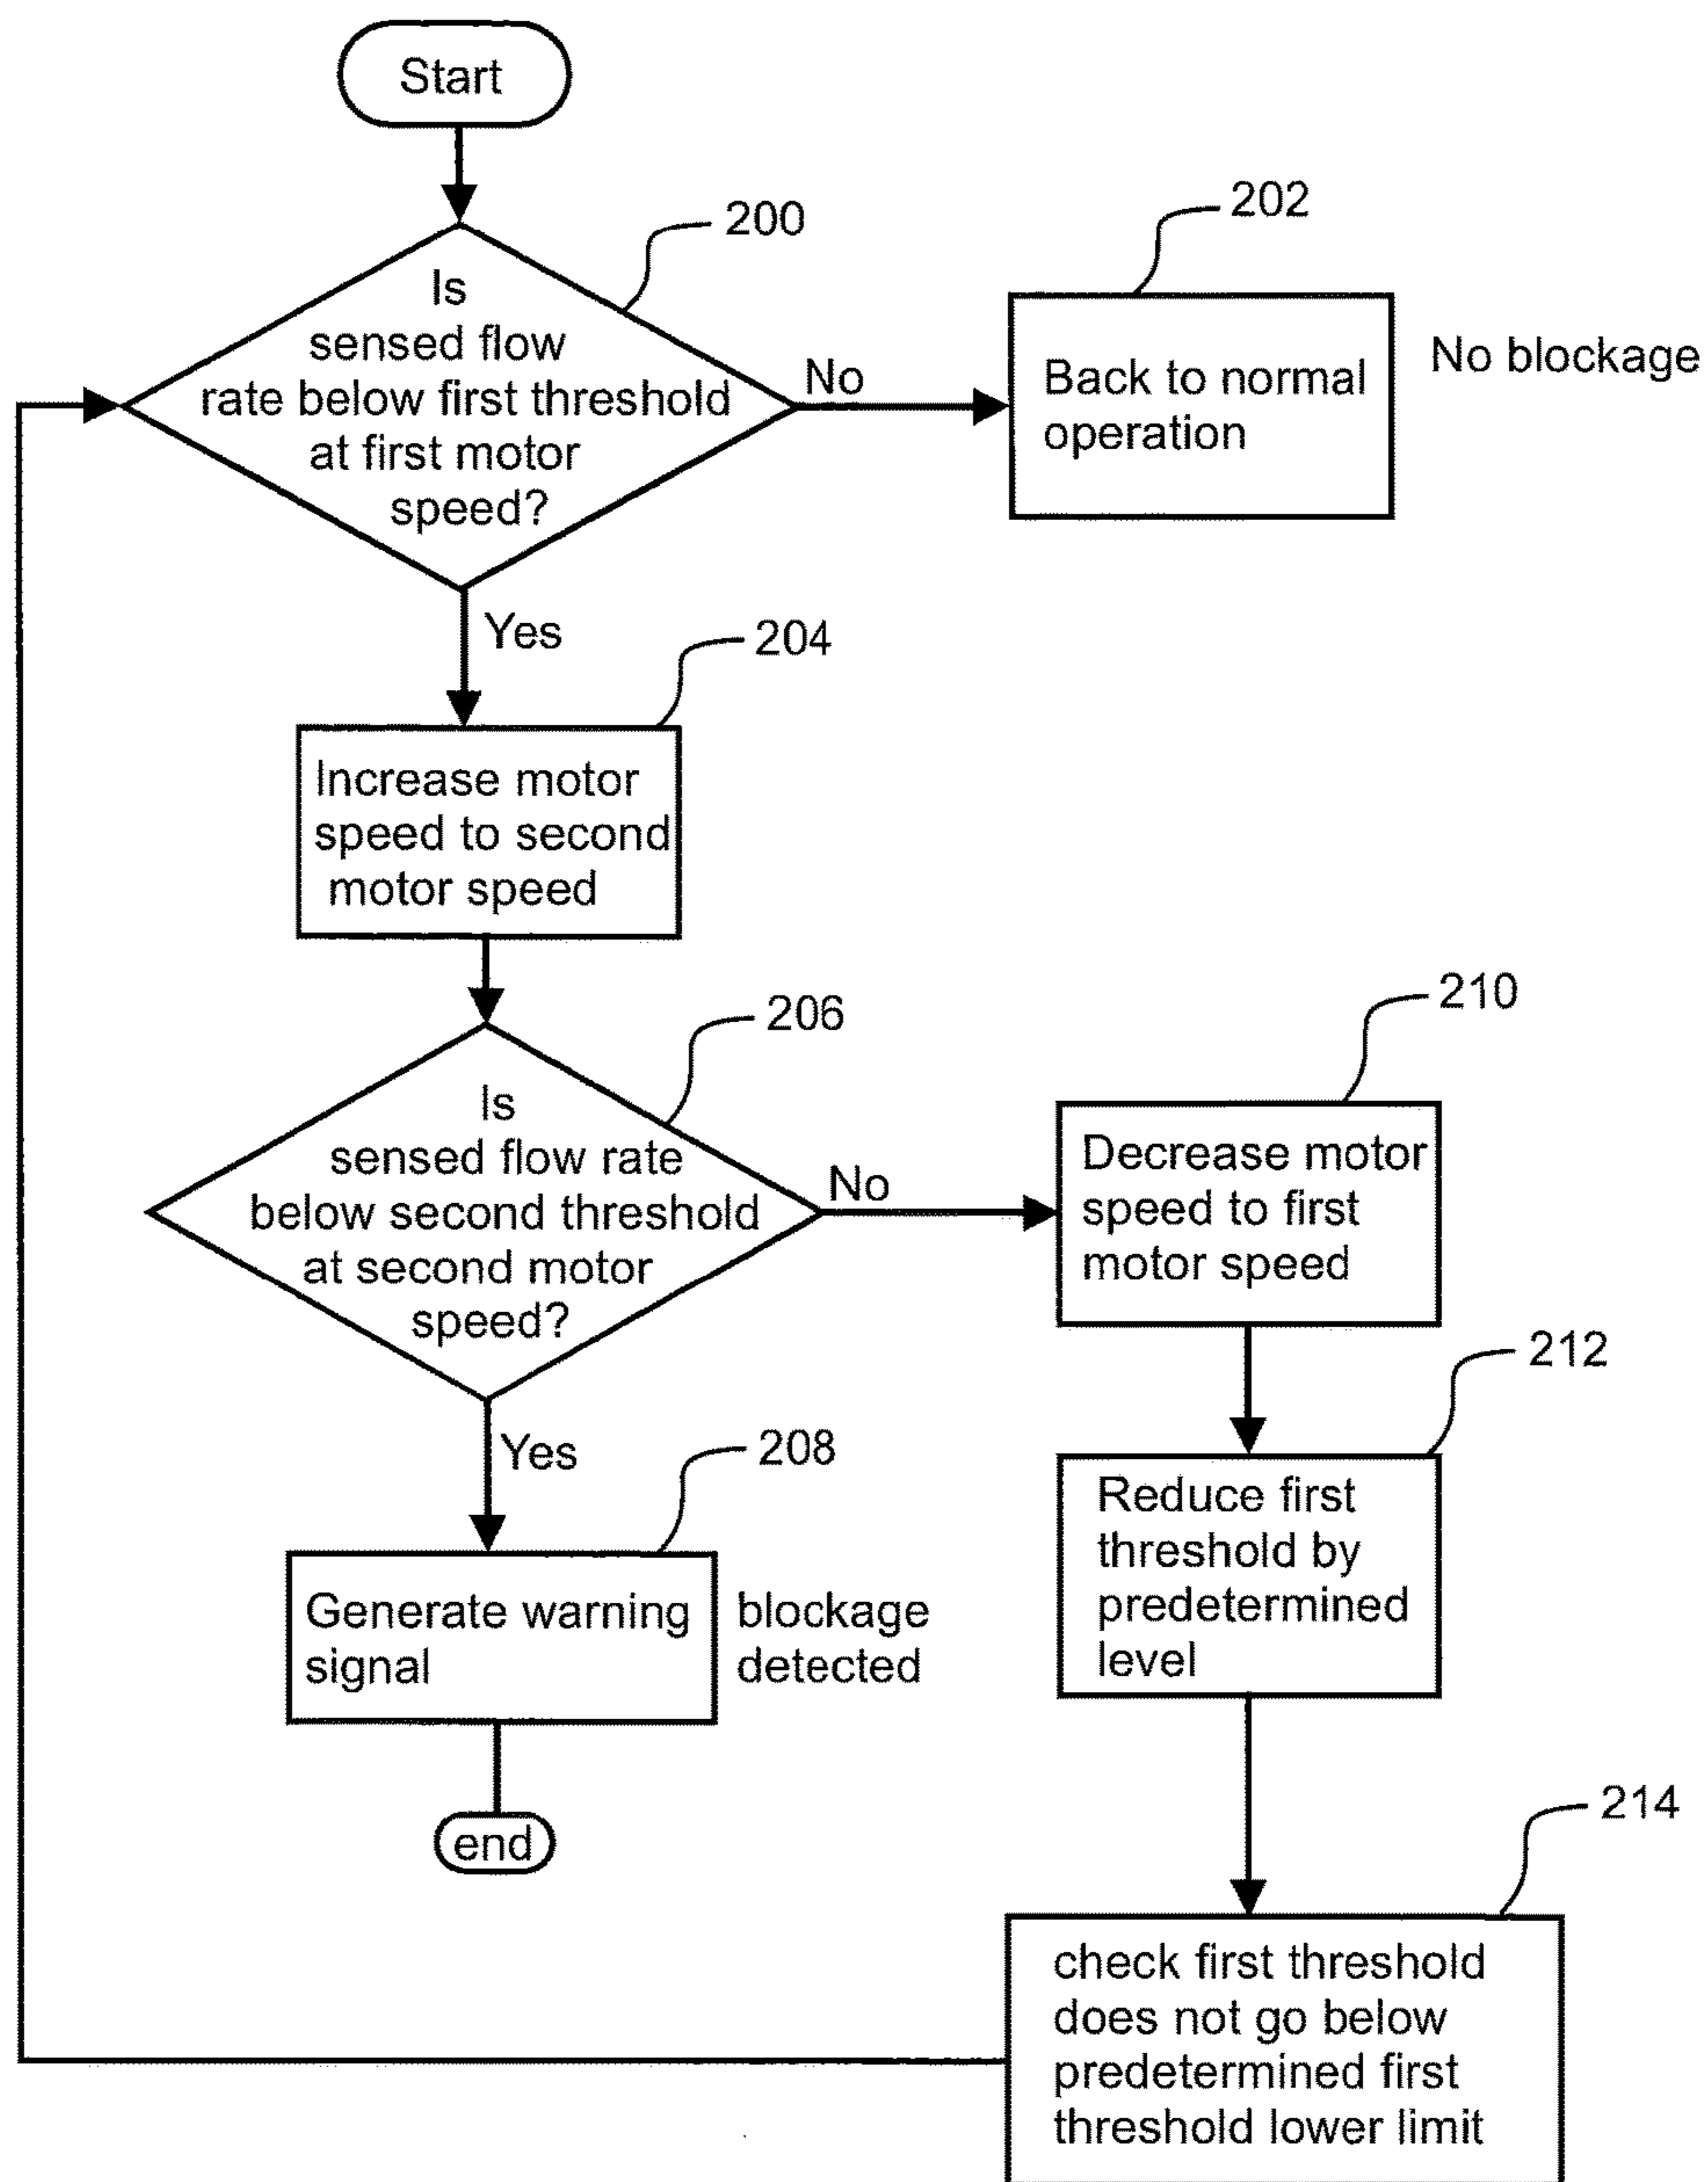 Start
200
Is
sensed flow
rate below first threshold
at first motor
speed?
No
202
Back to normal
operation
No blockage
Yes
204
Increase motor
speed to second
motor speed
206
Is
sensed flow rate
below second threshold
at second motor
speed?
No
210
Decrease motor
speed to first
motor speed
212
Reduce first
threshold by
predetermined
level
Yes
208
Generate warning
signal
blockage
detected
end
214
check first threshold
does not go below
predetermined first
threshold lower limit